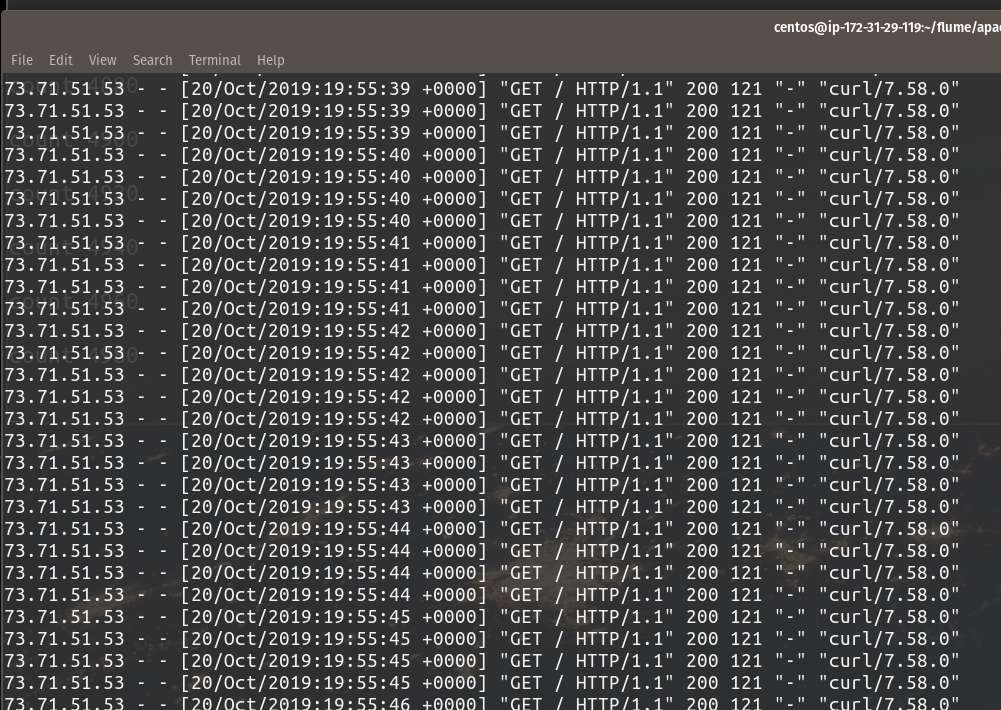 centos@ip-172-31-29-119:~/flume/apac
File Edit View Search Terminal Help
73.71.51.53 - - [20/Oct/2019:19:55:39 +0000] "GET / HTTP/1.1" 200 121 "-" "curl/7.58.0"
73.71.51.53 - - [20/Oct/2019:19:55:39 +0000] "GET / HTTP/1.1" 200 121 "-" "curl/7.58.0"
73.71.51.53 - - [20/Oct/2019:19:55:39 +0000] "GET / HTTP/1.1" 200 121 "-" "curl/7.58.0"
73.71.51.53 - - [20/Oct/2019:19:55:40 +0000] "GET / HTTP/1.1" 200 121 "-" "curl/7.58.0"
73.71.51.53 - - [20/Oct/2019:19:55:40 +0000] "GET / HTTP/1.1" 200 121 "-" "curl/7.58.0"
73.71.51.53 - - [20/Oct/2019:19:55:40 +0000] "GET / HTTP/1.1" 200 121 "-" "curl/7.58.0"
73.71.51.53 - - [20/Oct/2019:19:55:40 +0000] "GET / HTTP/1.1" 200 121 "-" "curl/7.58.0"
73.71.51.53 - - [20/Oct/2019:19:55:41 +0000] "GET / HTTP/1.1" 200 121 "-" "curl/7.58.0"
73.71.51.53 - - [20/Oct/2019:19:55:41 +0000] "GET / HTTP/1.1" 200 121 "-" "curl/7.58.0"
73.71.51.53 - - [20/Oct/2019:19:55:41 +0000] "GET / HTTP/1.1" 200 121 "-" "curl/7.58.0"
73.71.51.53 - - [20/Oct/2019:19:55:41 +0000] "GET / HTTP/1.1" 200 121 "-" "curl/7.58.0"
73.71.51.53 - - [20/Oct/2019:19:55:42 +0000] "GET / HTTP/1.1" 200 121 "-" "curl/7.58.0"
73.71.51.53 - - [20/Oct/2019:19:55:42 +0000] "GET / HTTP/1.1" 200 121 "-" "curl/7.58.0"
73.71.51.53 - - [20/Oct/2019:19:55:42 +0000] "GET / HTTP/1.1" 200 121 "-" "curl/7.58.0"
73.71.51.53 - - [20/Oct/2019:19:55:42 +0000] "GET / HTTP/1.1" 200 121 "-" "curl/7.58.0"
73.71.51.53 - - [20/Oct/2019:19:55:42 +0000] "GET / HTTP/1.1" 200 121 "-" "curl/7.58.0"
73.71.51.53 - - [20/Oct/2019:19:55:43 +0000] "GET / HTTP/1.1" 200 121 "-" "curl/7.58.0"
73.71.51.53 - - [20/Oct/2019:19:55:43 +0000] "GET / HTTP/1.1" 200 121 "-" "curl/7.58.0"
73.71.51.53 - - [20/Oct/2019:19:55:43 +0000] "GET / HTTP/1.1" 200 121 "-" "curl/7.58.0"
73.71.51.53 - - [20/Oct/2019:19:55:43 +0000] "GET / HTTP/1.1" 200 121 "-" "curl/7.58.0"
73.71.51.53 - - [20/Oct/2019:19:55:44 +0000] "GET / HTTP/1.1" 200 121 "-" "curl/7.58.0"
73.71.51.53 - - [20/Oct/2019:19:55:44 +0000] "GET / HTTP/1.1" 200 121 "-" "curl/7.58.0"
73.71.51.53 - - [20/Oct/2019:19:55:44 +0000] "GET / HTTP/1.1" 200 121 "-" "curl/7.58.0"
73.71.51.53 - - [20/Oct/2019:19:55:44 +0000] "GET / HTTP/1.1" 200 121 "-" "curl/7.58.0"
73.71.51.53 - - [20/Oct/2019:19:55:45 +0000] "GET / HTTP/1.1" 200 121 "-" "curl/7.58.0"
73.71.51.53 - - [20/Oct/2019:19:55:45 +0000] "GET / HTTP/1.1" 200 121 "-" "curl/7.58.0"
73.71.51.53 - - [20/Oct/2019:19:55:45 +0000] "GET / HTTP/1.1" 200 121 "-" "curl/7.58.0"
73.71.51.53 - - [20/Oct/2019:19:55:45 +0000] "GET / HTTP/1.1" 200 121 "-" "curl/7.58.0"
73.71.51.53 - - [20/Oct/2019:19:55:46 +0000] "GET / HTTP/1.1" 200 121 "-" "curl/7.58.0"